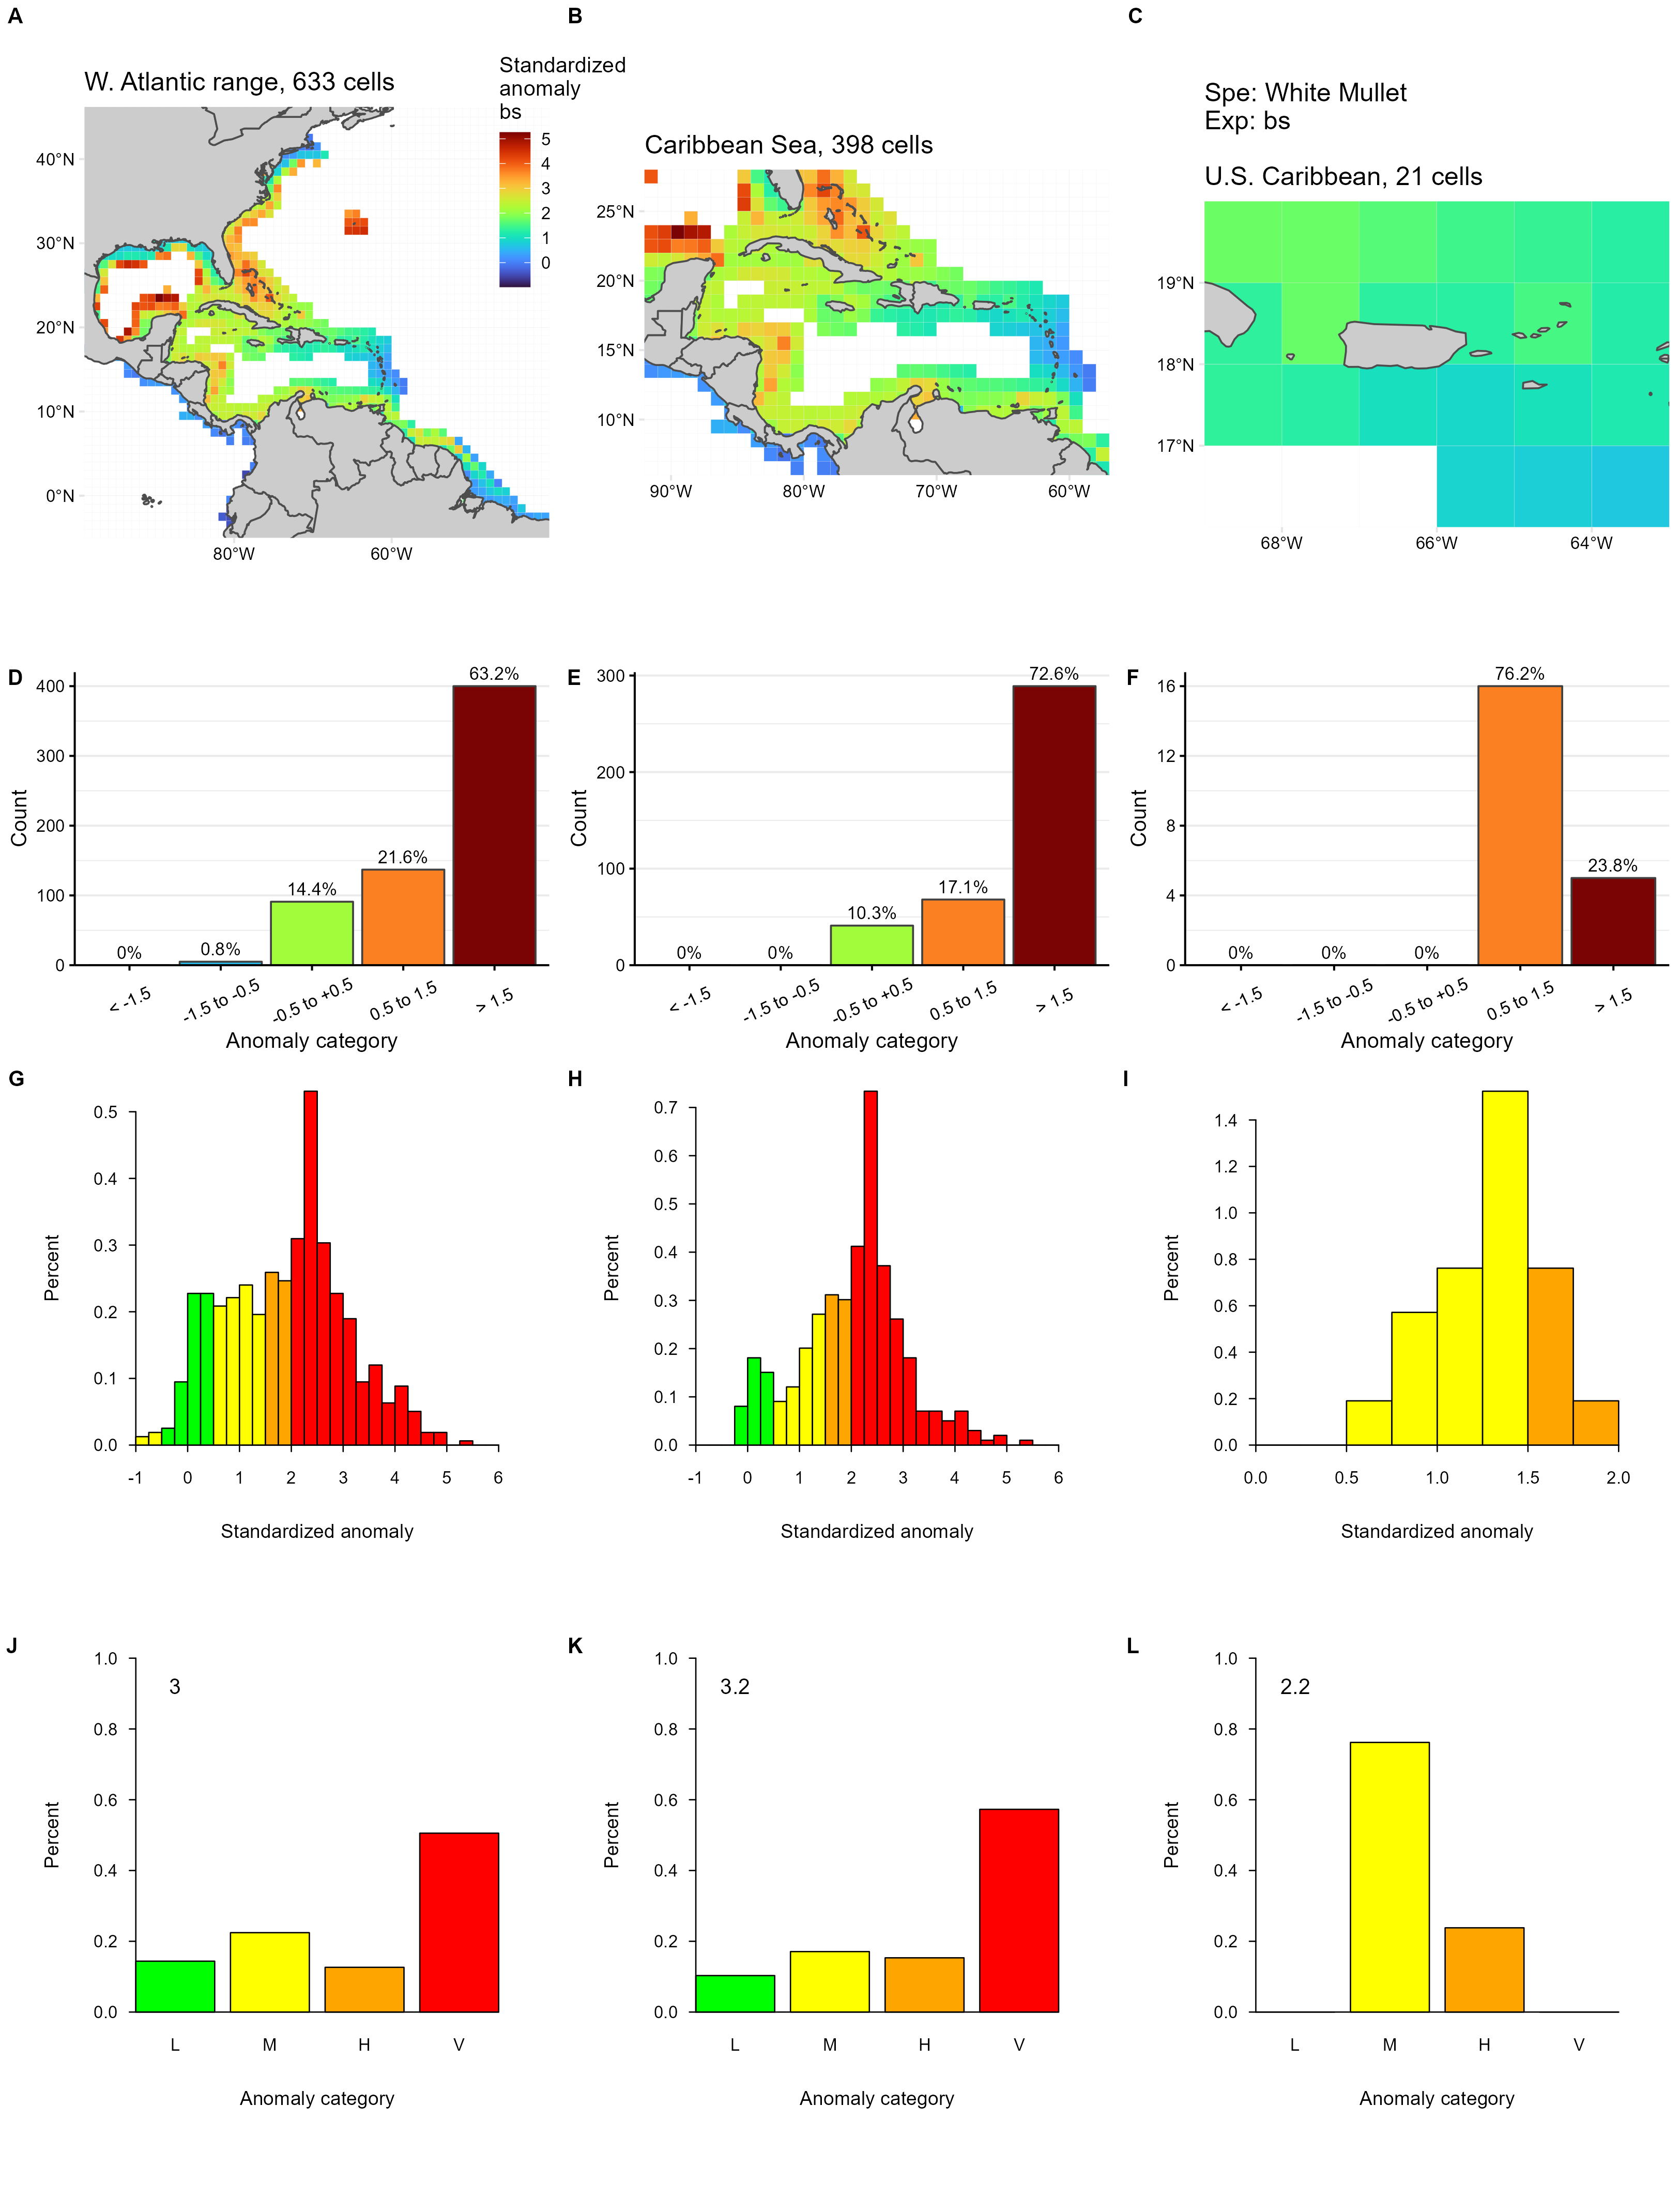 A
B
C
W. Atlantic range, 633 cells
Standardized
anomaly
bs
5
4
3
2
1
0
40°N
30°N
20°N
10°N
0°N
80°W
60°W
Caribbean Sea, 398 cells
25°N
20°N
15°N
10°N
90°W
80°W
70°W
60°W
Spe: White Mullet
Exp: bs
U.S. Caribbean, 21 cells
19°N
18°N
17°N
68°W
66°W
64°W
D
400
300
200
100
0
Count
0%
0.8%
14.4%
21.6%
63.2%
< -1.5
-1.5 to -0.5
-0.5 to +0.5
0.5 to 1.5
> 1.5
Anomaly category
E
300
200
100
0
Count
0%
0%
10.3%
17.1%
72.6%
< -1.5
-1.5 to -0.5
-0.5 to +0.5
0.5 to 1.5
> 1.5
Anomaly category
F
16
12
8
4
0
Count
0%
0%
0%
76.2%
23.8%
< -1.5
-1.5 to -0.5
-0.5 to +0.5
0.5 to 1.5
> 1.5
Anomaly category
G
0.5
0.4
0.3
0.2
0.1
0.0
Percent
-1
0
1
2
3
4
5
6
Standardized anomaly
H
0.7
0.6
0.5
0.4
0.3
0.2
0.1
0.0
Percent
-1
0
1
2
3
4
5
6
Standardized anomaly
I
1.4
1.2
1.0
0.8
0.6
0.4
0.2
0.0
Percent
0.0
0.5
1.0
1.5
2.0
Standardized anomaly
J
1.0
0.8
0.6
0.4
0.2
0.0
Percent
3
L
M
H
V
Anomaly category
K
1.0
0.8
0.6
0.4
0.2
0.0
Percent
3.2
L
M
H
V
Anomaly category
L
1.0
0.8
0.6
0.4
0.2
0.0
Percent
2.2
L
M
H
V
Anomaly category